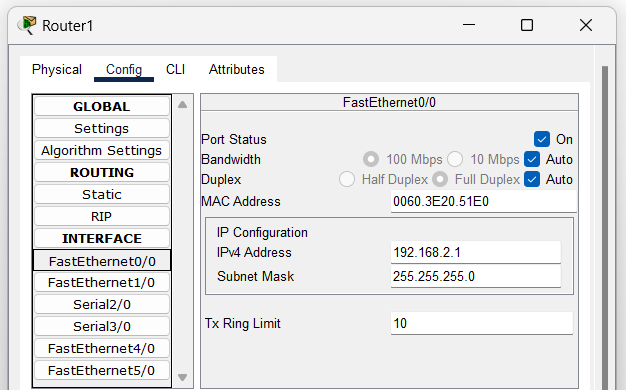 Router1
Physical Config CLI Attributes
GLOBAL
Settings
Algorithm Settings
ROUTING
Static
RIP
INTERFACE
FastEthernet0/0
FastEthernet1/0
Serial2/0
Serial3/0
FastEthernet4/0
FastEthernet5/0
FastEthernet0/0
Port Status On
Bandwidth 100 Mbps 10 Mbps Auto
Duplex Half Duplex Full Duplex Auto
MAC Address 0060.3E20.51E0
IP Configuration
IPv4 Address 192.168.2.1
Subnet Mask 255.255.255.0
Tx Ring Limit 10